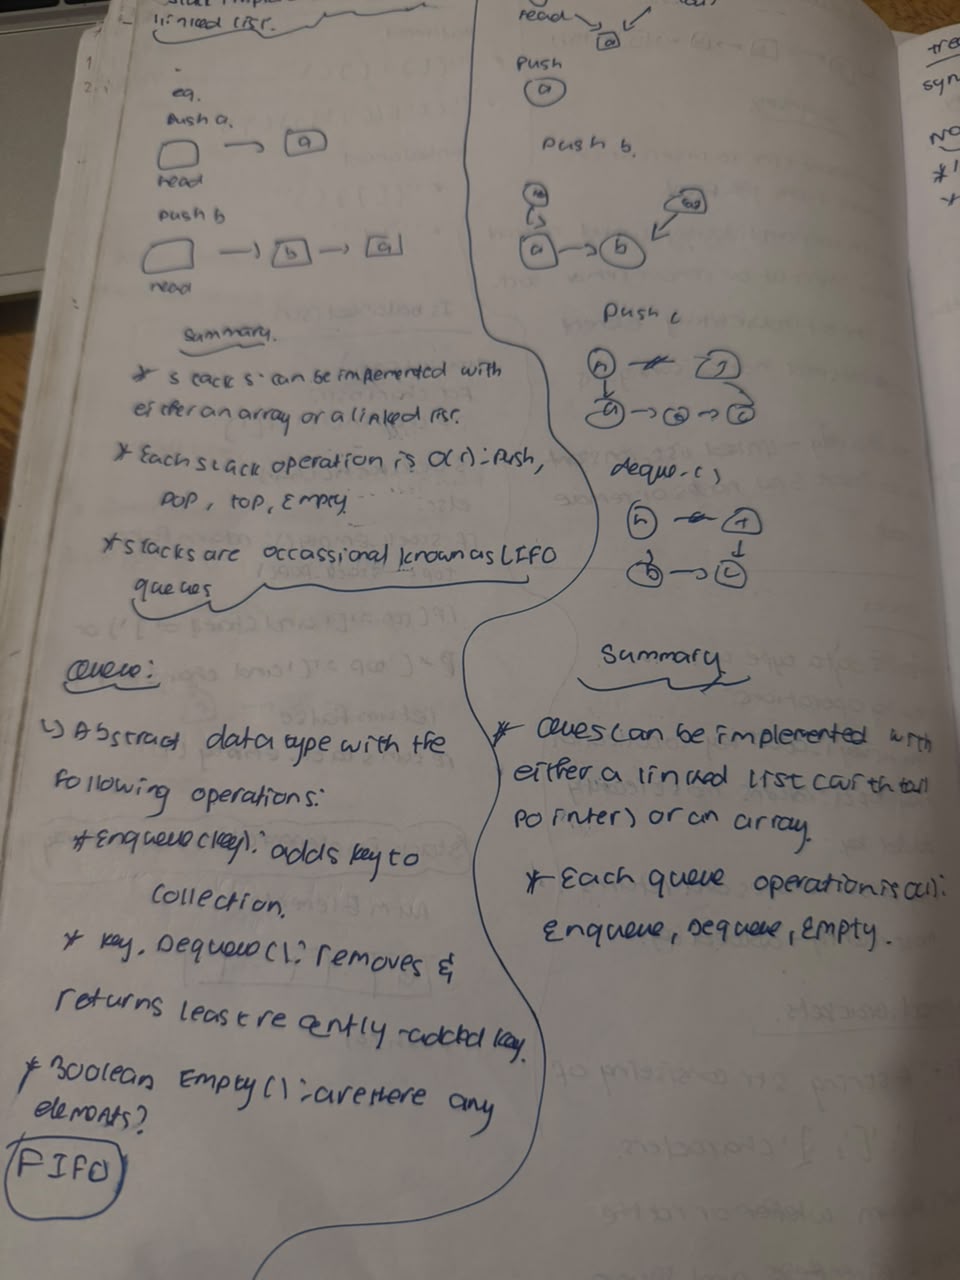 linked list.
eg.
Push a.
a
head
push b
b
a
head
Summary.
* stacks: can be implemented with
either an array or a linked list.
* Each stack operation is O(1): Push,
POP, TOP, Empty
* stacks are occassional known as LIFO
queues
Queue:
↳ Abstract data type with the
following operations:
* Enqueue(key): adds key to
collection.
* key. Dequeue(): removes &
returns least recently-added key.
* Boolean Empty(): are there any
elements?
FIFO
head
a
Push
a
Push b.
a
b
Push c
h
a
c
deque-()
h
b
c
Summary
* Queues can be implemented with
either a linked list (with tail
pointer) or an array.
* Each queue operation is O(1):
Enqueue, Dequeue, Empty.